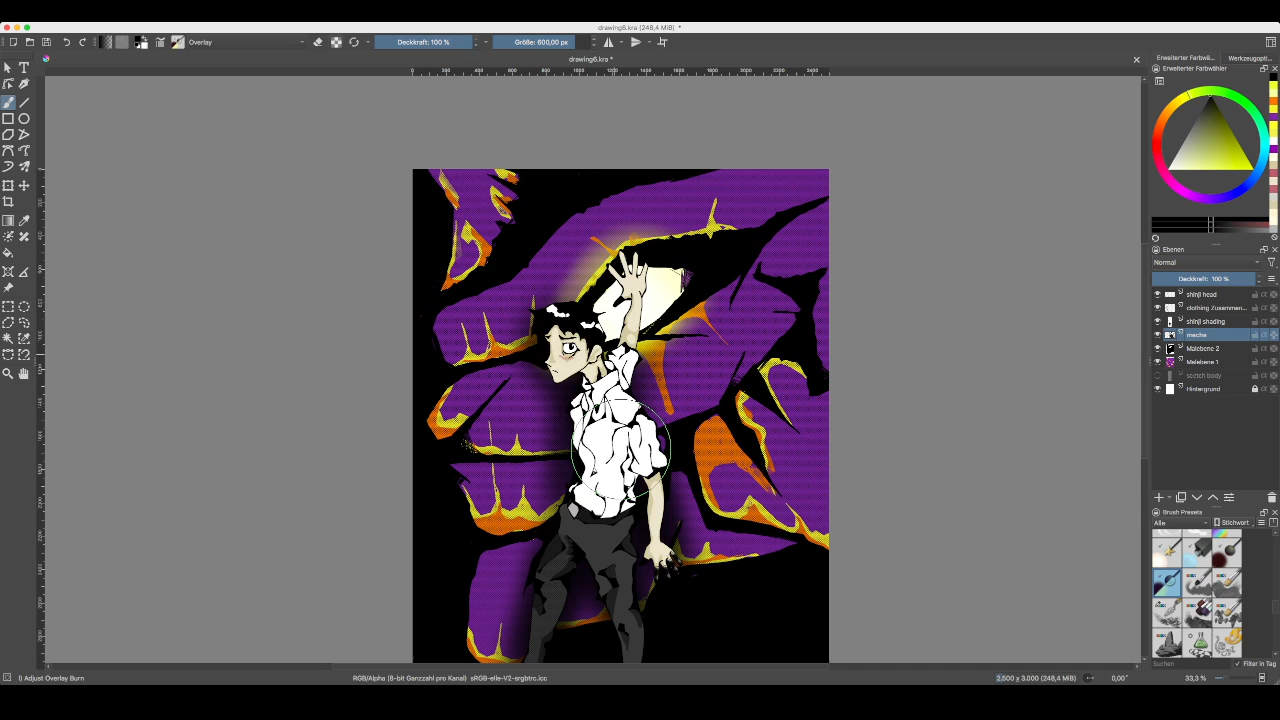 drawing6.kra (248,4 MiB) *
Overlay
Deckkraft: 100 %
Größe: 600,00 px
drawing6.kra *
Erweiterter Farbwä...
Werkzeugopti...
Erweiterter Farbwähler
Ebenen
Normal
Deckkraft: 100 %
shinji head
clothing Zusammen...
shinji shading
mecha
Malebene 2
Malebene 1
scetch body
Hintergrund
Brush Presets
Alle
Stichwort
Suchen
Filter in Tag
I) Adjust Overlay Burn
RGB/Alpha (8-bit Ganzzahl pro Kanal) sRGB-elle-V2-srgbtrc.icc
2.500 x 3.000 (248,4 MiB)
0,00°
33,3 %